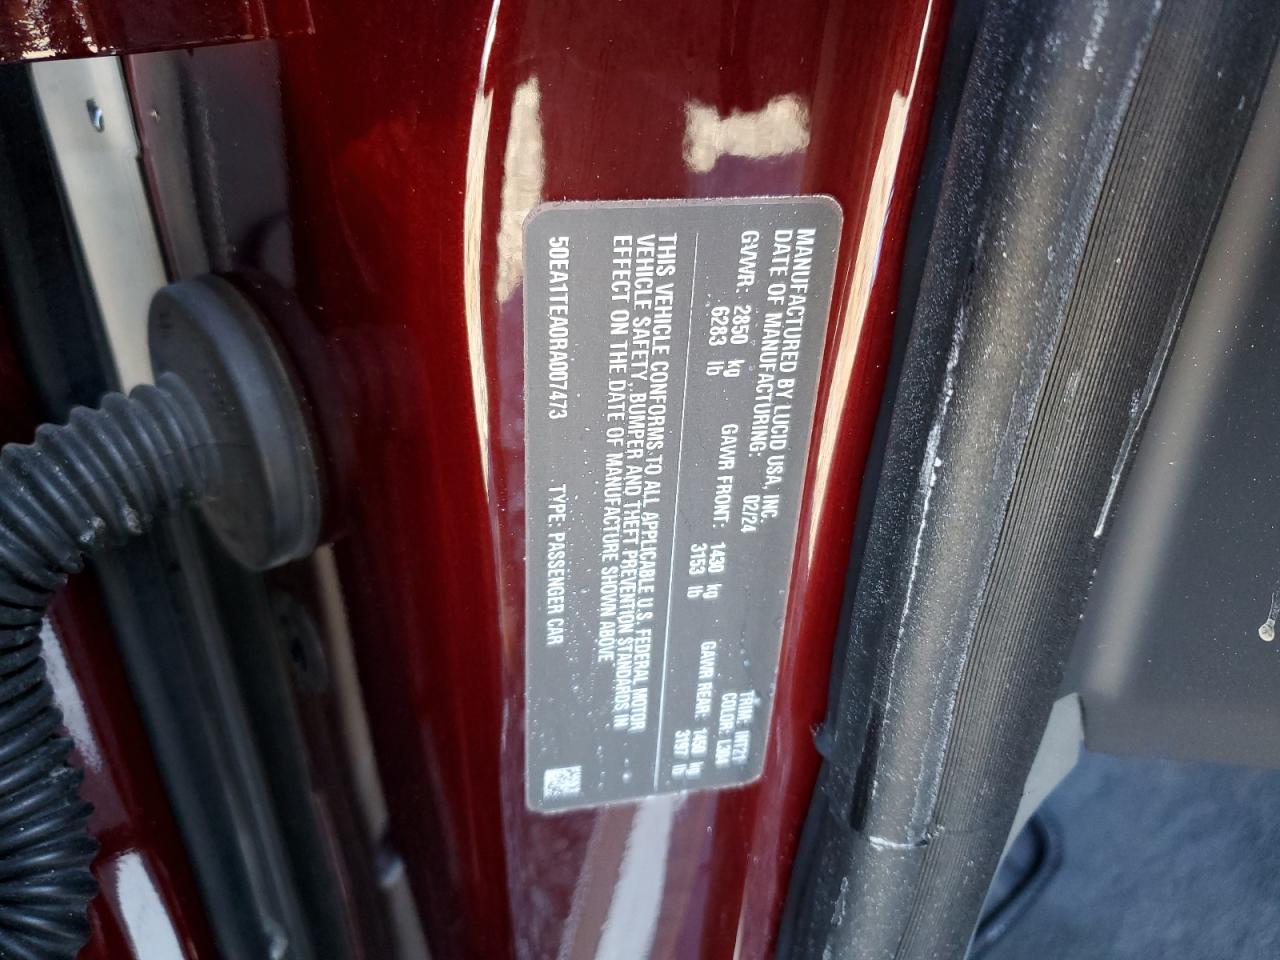 MANUFACTURED BY LUCID USA, INC.
DATE OF MANUFACTURING: 02/24
GVWR: 2850 kg GAWR FRONT: 1430 kg GAWR REAR: 1450 kg
6283 lb 3153 lb 3197 lb
TRIM: INT21
COLOR: L304
THIS VEHICLE CONFORMS TO ALL APPLICABLE U.S. FEDERAL MOTOR
VEHICLE SAFETY, BUMPER AND THEFT PREVENTION STANDARDS IN
EFFECT ON THE DATE OF MANUFACTURE SHOWN ABOVE
50EA1TEA0RA007473 TYPE: PASSENGER CAR